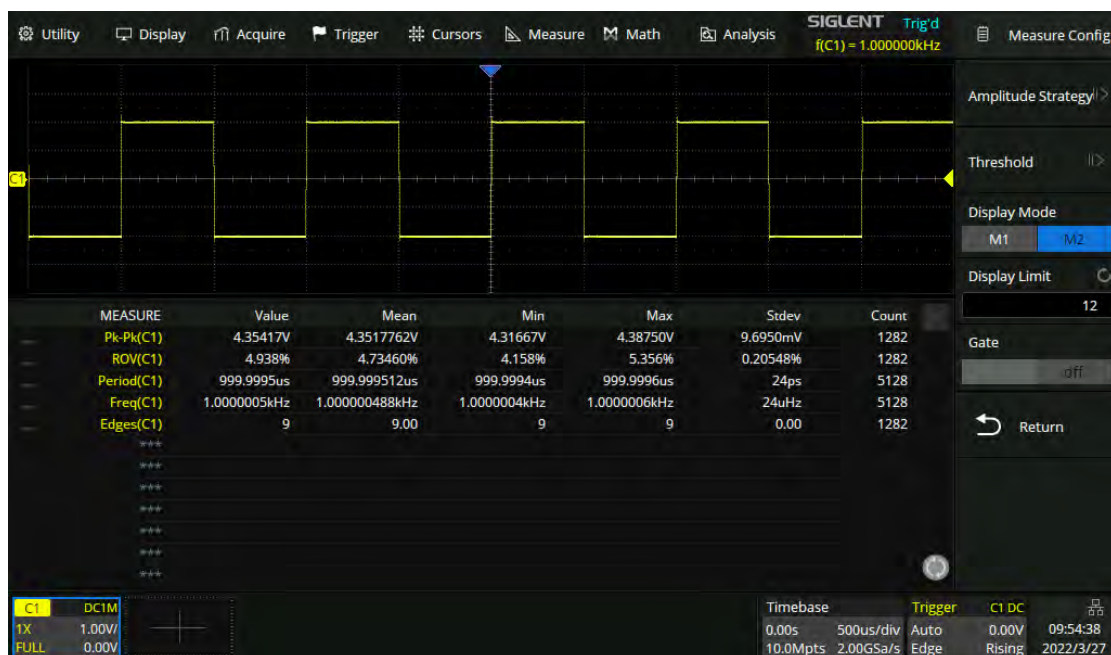 Utility Display Acquire Trigger Cursors Measure Math Analysis SIGLENT Trig'd
f(C1) = 1.000000kHz
Measure Config
Amplitude Strategy
Threshold
C1
Display Mode
M1 M2
Display Limit
12
Gate
off
Return
MEASURE Value Mean Min Max Stdev Count
Pk-Pk(C1) 4.35417V 4.3517762V 4.31667V 4.38750V 9.6950mV 1282
ROV(C1) 4.938% 4.73460% 4.158% 5.356% 0.20548% 1282
Period(C1) 999.9995us 999.999512us 999.9994us 999.9996us 24ps 5128
Freq(C1) 1.0000005kHz 1.000000488kHz 1.0000004kHz 1.0000006kHz 24uHz 5128
Edges(C1) 9 9.00 9 9 0.00 1282
***
***
***
***
***
***
***
C1 DC1M
1X 1.00V/
FULL 0.00V
Timebase
0.00s 500us/div
10.0Mpts 2.00GSa/s
Trigger C1 DC
Auto 0.00V
Edge Rising
09:54:38
2022/3/27